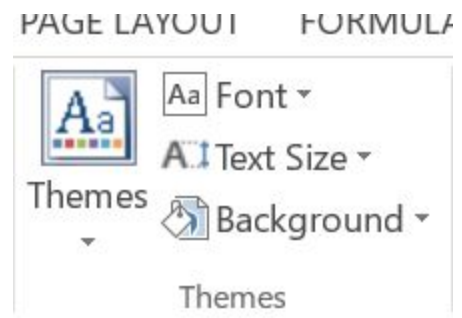 PAGE LAYOUT FORMULA
Aa Font
A Text Size
Aa
Themes
Background
Themes